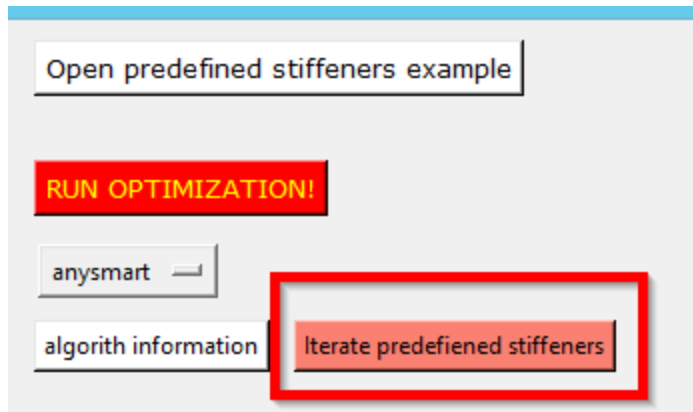 Open predefined stiffeners example
RUN OPTIMIZATION!
anysmart
algorith information
Iterate predefiened stiffeners